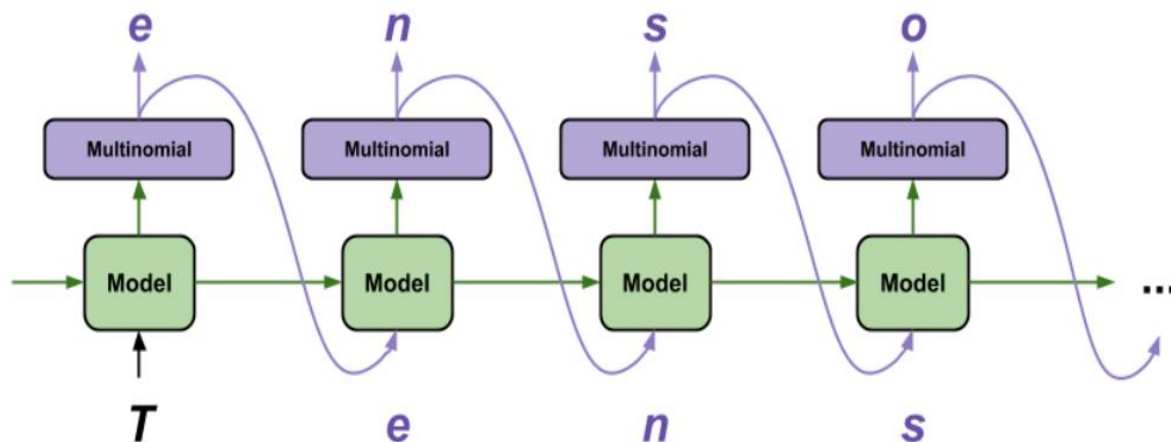 e n s o
Multinomial Multinomial Multinomial Multinomial
Model Model Model Model ...
T e n s